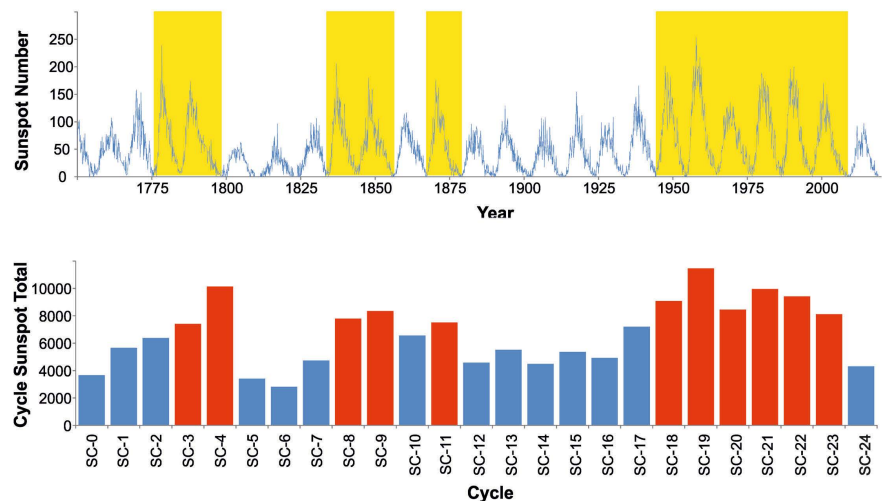 Sunspot Number
250
200
150
100
50
0
1775
1800
1825
1850
1875
1900
1925
1950
1975
2000
Year
Cycle Sunspot Total
10000
8000
6000
4000
2000
0
SC-0
SC-1
SC-2
SC-3
SC-4
SC-5
SC-6
SC-7
SC-8
SC-9
SC-10
SC-11
SC-12
SC-13
SC-14
SC-15
SC-16
SC-17
SC-18
SC-19
SC-20
SC-21
SC-22
SC-23
SC-24
Cycle